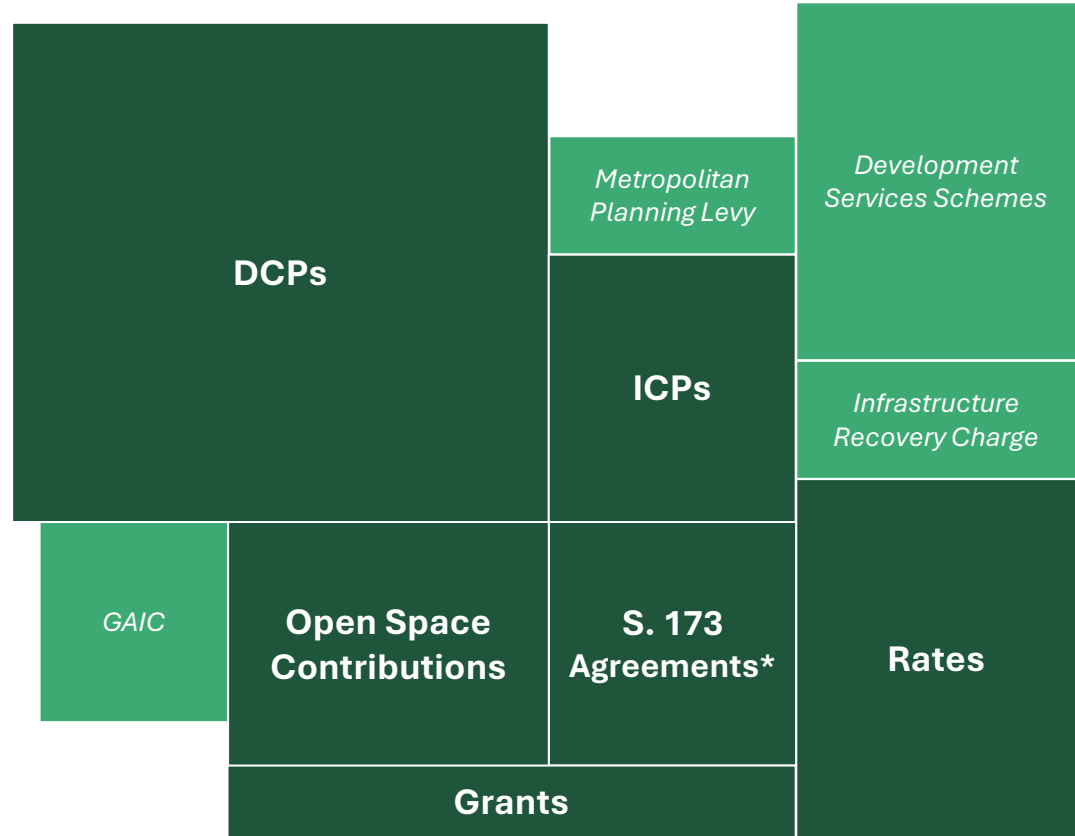 DCPs
Metropolitan
Planning Levy
Development
Services Schemes
ICPs
Infrastructure
Recovery Charge
GAIC
Open Space
Contributions
S. 173
Agreements*
Rates
Grants